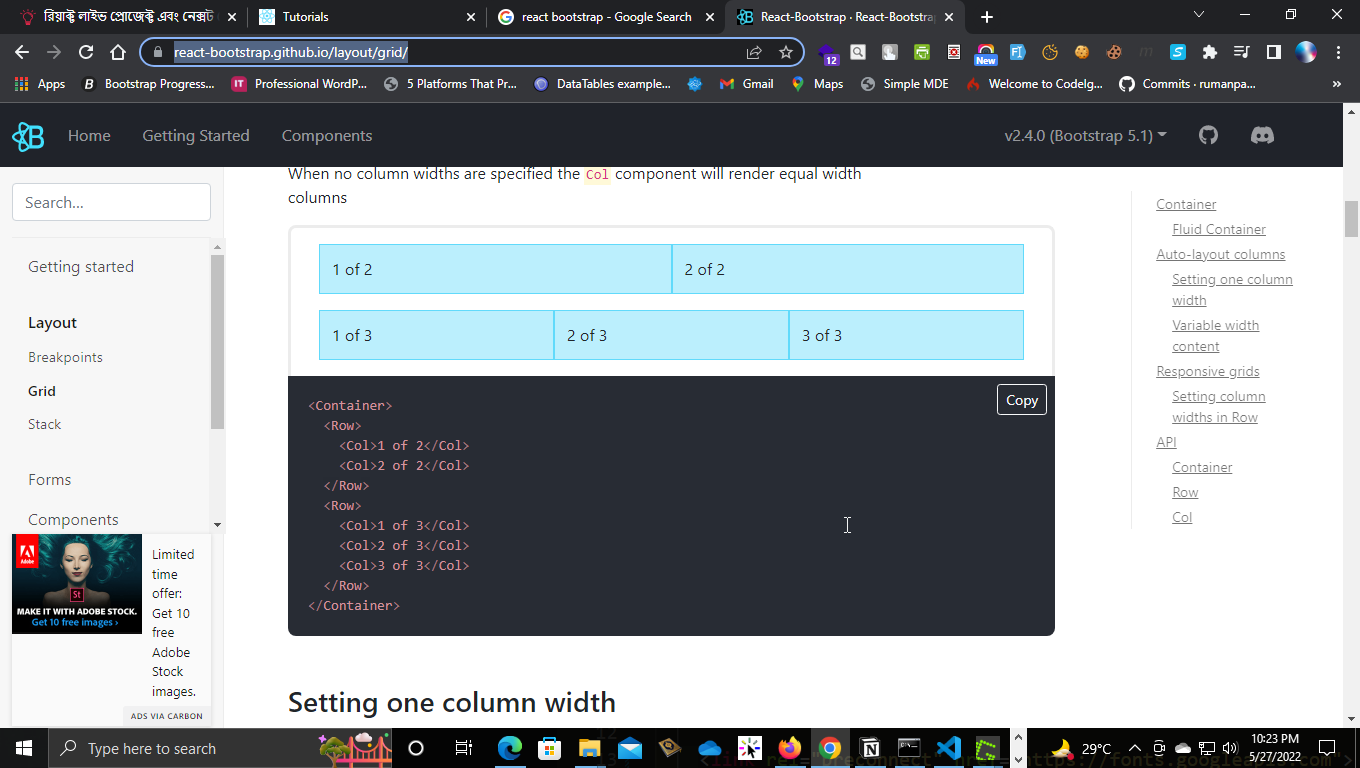 রিয়াক্ট লাইভ প্রোজেক্ট এবং নেক্সট
Tutorials
react bootstrap - Google Search
React-Bootstrap · React-Bootstra
react-bootstrap.github.io/layout/grid/
12
New
Apps
Bootstrap Progress...
Professional WordP...
5 Platforms That Pr...
DataTables example...
Gmail
Maps
Simple MDE
Welcome to CodeIg...
Commits · rumanpa...
»
Home
Getting Started
Components
v2.4.0 (Bootstrap 5.1)
Search...
Getting started
Layout
Breakpoints
Grid
Stack
Forms
Components
Adobe
St
MAKE IT WITH ADOBE STOCK.
Get 10 free images ›
Limited
time
offer:
Get 10
free
Adobe
Stock
images.
ADS VIA CARBON
When no column widths are specified the Col component will render equal width
columns
1 of 2
2 of 2
1 of 3
2 of 3
3 of 3
Copy
<Container>
<Row>
<Col>1 of 2</Col>
<Col>2 of 2</Col>
</Row>
<Row>
<Col>1 of 3</Col>
<Col>2 of 3</Col>
<Col>3 of 3</Col>
</Row>
</Container>
Setting one column width
Container
Fluid Container
Auto-layout columns
Setting one column
width
Variable width
content
Responsive grids
Setting column
widths in Row
API
Container
Row
Col
Type here to search
29°C
10:23 PM
5/27/2022